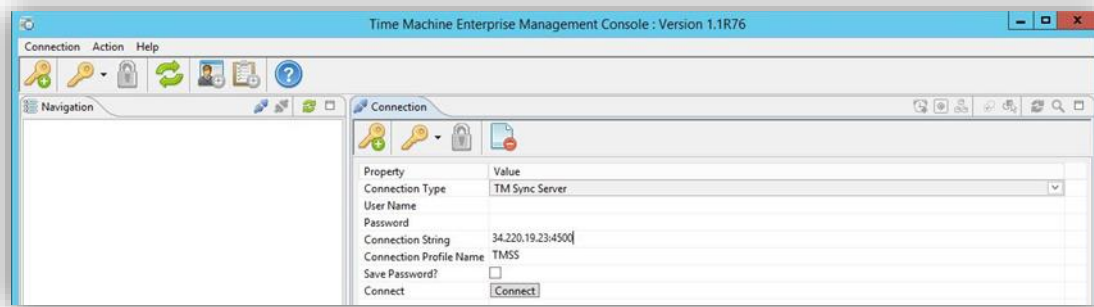 Time Machine Enterprise Management Console : Version 1.1R76
Connection Action Help
Navigation
Connection
Property Value
Connection Type TM Sync Server
User Name
Password
Connection String 34.220.19.23:4500
Connection Profile Name TMSS
Save Password?
Connect Connect